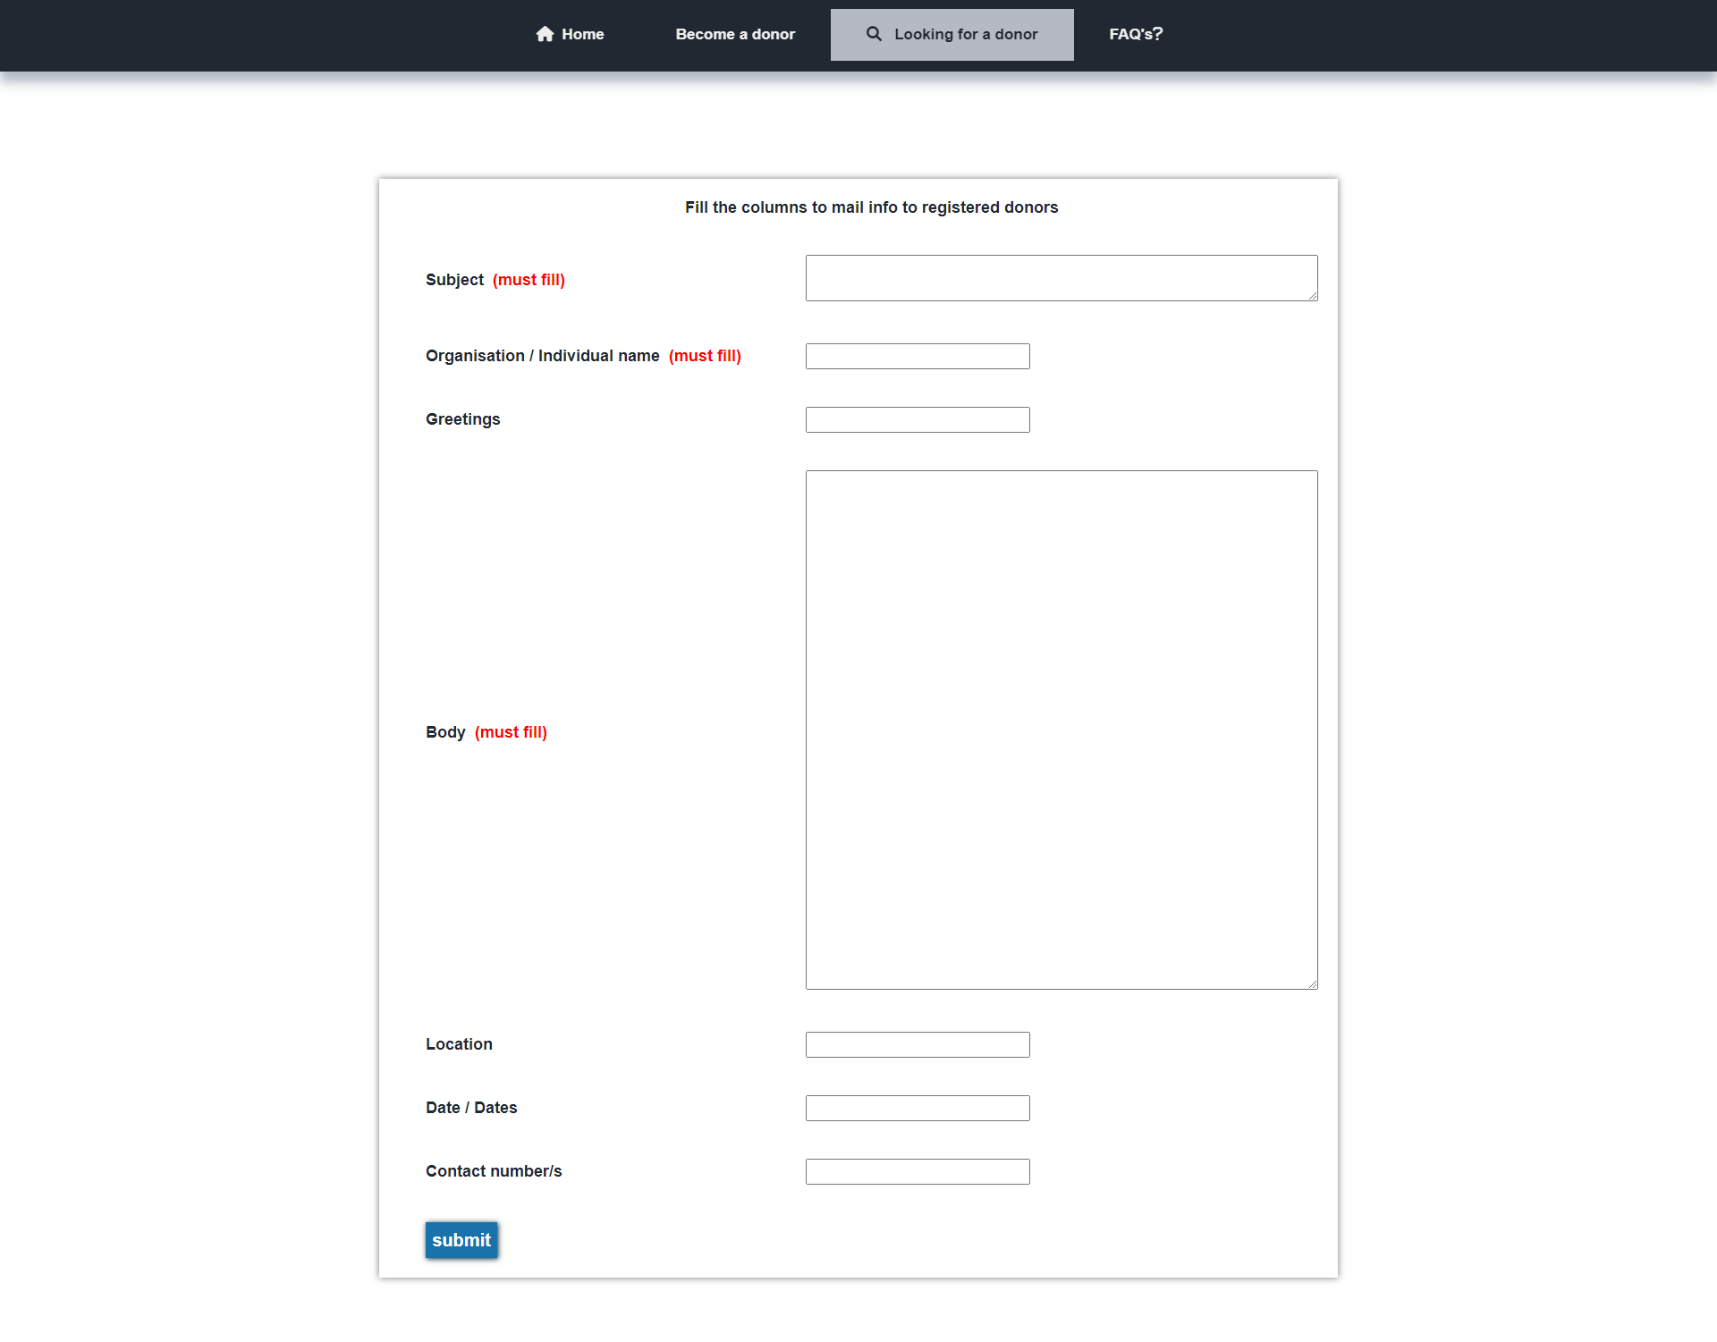 Home Become a donor Looking for a donor FAQ's?
Fill the columns to mail info to registered donors
Subject (must fill)
Organisation / Individual name (must fill)
Greetings
Body (must fill)
Location
Date / Dates
Contact number/s
submit